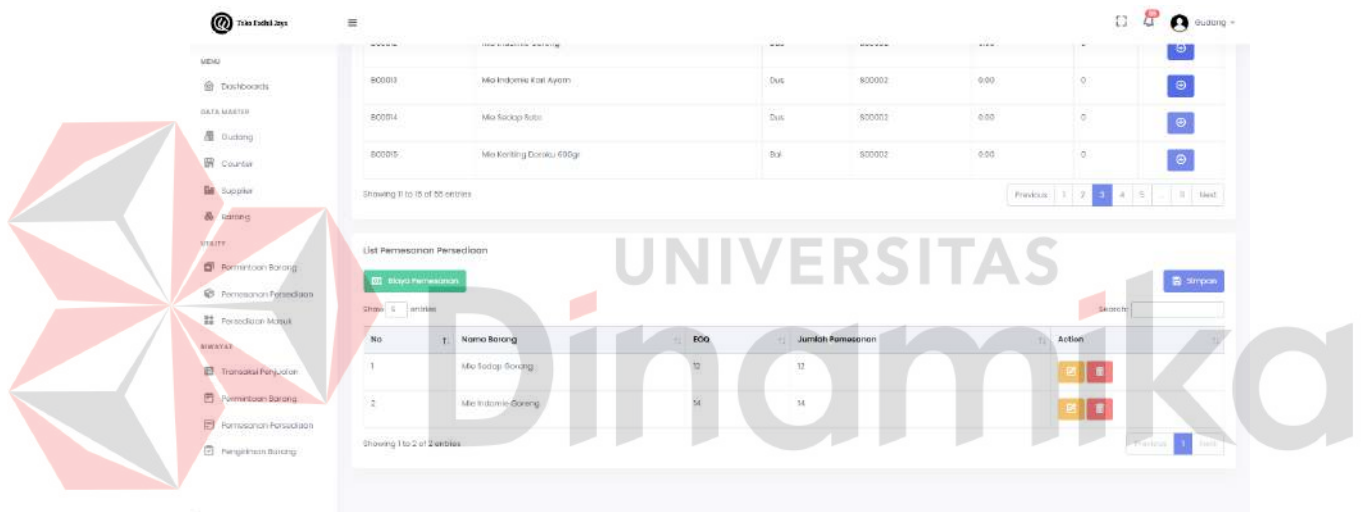 Toko Fadhil Jaya
Gudang
MENU
Dashboards
DATA MASTER
Gudang
Counter
Supplier
Barang
UTILITY
Permintaan Barang
Pemesanan Persediaan
Persediaan Masuk
RIWAYAT
Transaksi Penjualan
Permintaan Barang
Pemesanan Persediaan
Pengiriman Barang
Mie Indomie Goreng
B00013 Mie Indomie Kari Ayam Dus S00002 0.00 0
B00014 Mie Sedap Soto Dus S00002 0.00 0
B00015 Mie Keriting 600gr Bal S00002 0.00 0
Showing 11 to 15 of entries
Previous 1 2 3 4 5 ... 11 Next
List Pemesanan Persediaan
Biaya Pemesanan Simpan
Show 5 entries Search:
No Nama Barang EOQ Jumlah Pemesanan Action
1 Mie Sedap Goreng 12 12
2 Mie Indomie Goreng 14 14
Showing 1 to 2 of 2 entries
Previous 1 Next
UNIVERSITAS
Dinamika